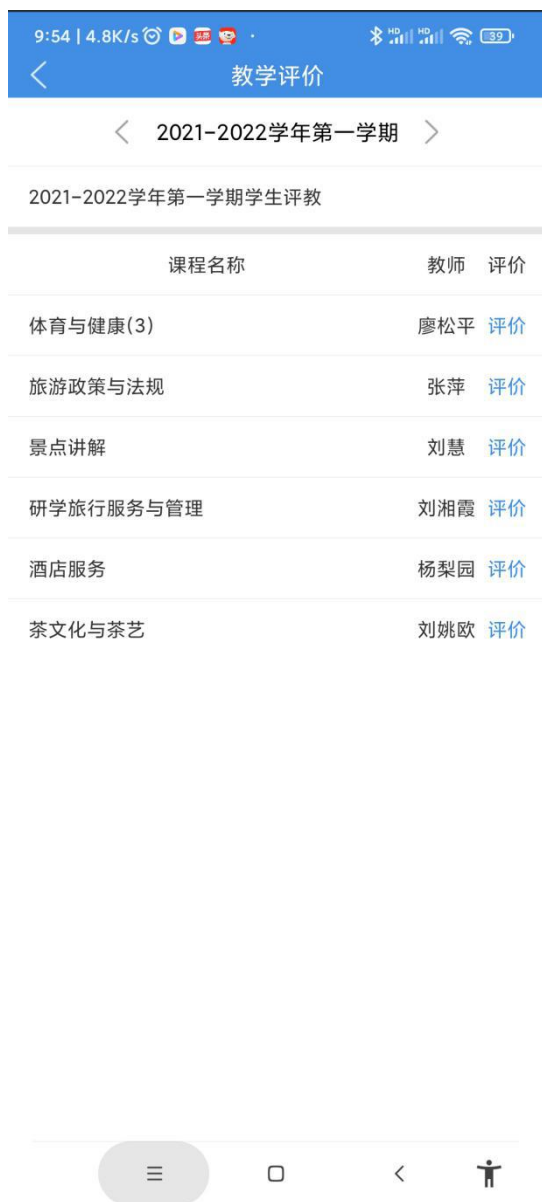 9:54 | 4.8K/s 头条 HD HD 39
教学评价
2021-2022学年第一学期
2021-2022学年第一学期学生评教
课程名称 教师 评价
体育与健康(3) 廖松平 评价
旅游政策与法规 张萍 评价
景点讲解 刘慧 评价
研学旅行服务与管理 刘湘霞 评价
酒店服务 杨梨园 评价
茶文化与茶艺 刘姚欧 评价